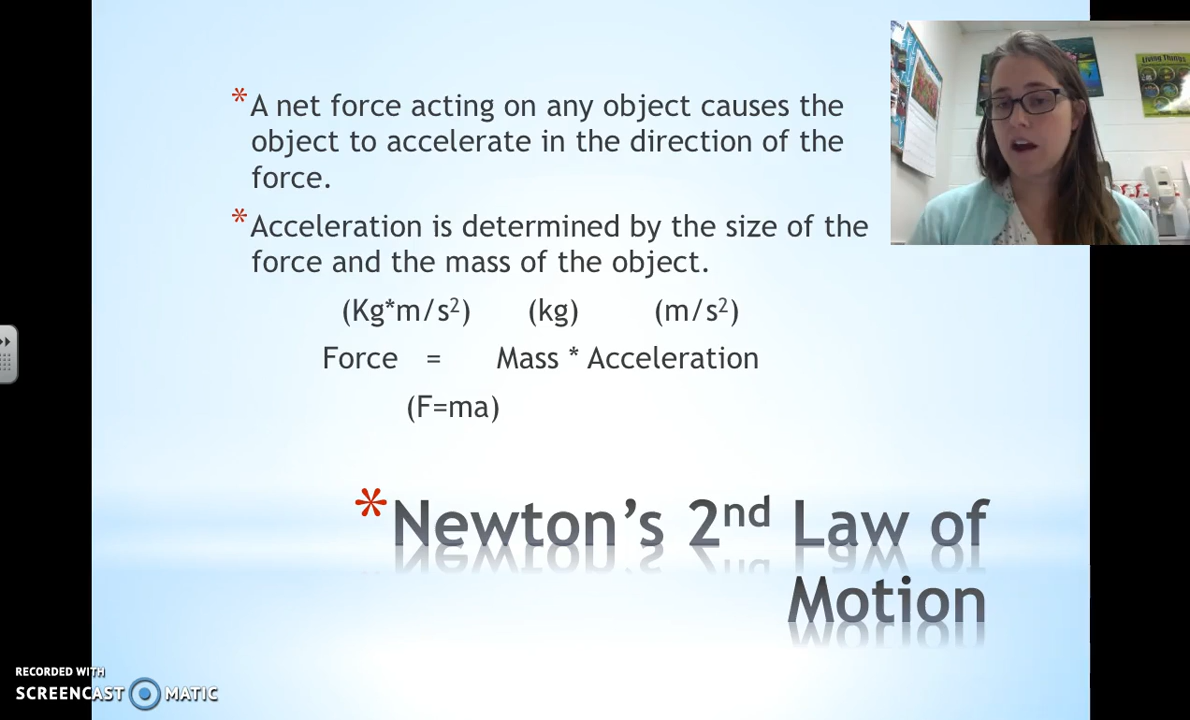 * A net force acting on any object causes the
object to accelerate in the direction of the
force.
* Acceleration is determined by the size of the
force and the mass of the object.
(Kg*m/s²) (kg) (m/s²)
Force = Mass * Acceleration
(F=ma)
* Newton’s 2nd Law of
Motion
Living Things
RECORDED WITH
SCREENCAST MATIC